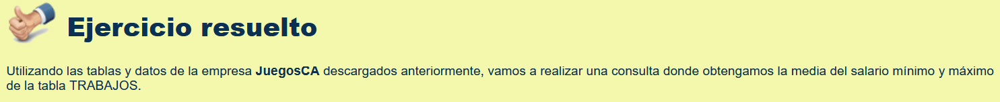 Ejercicio resuelto
Utilizando las tablas y datos de la empresa JuegosCA descargados anteriormente, vamos a realizar una consulta donde obtengamos la media del salario mínimo y máximo
de la tabla TRABAJOS.